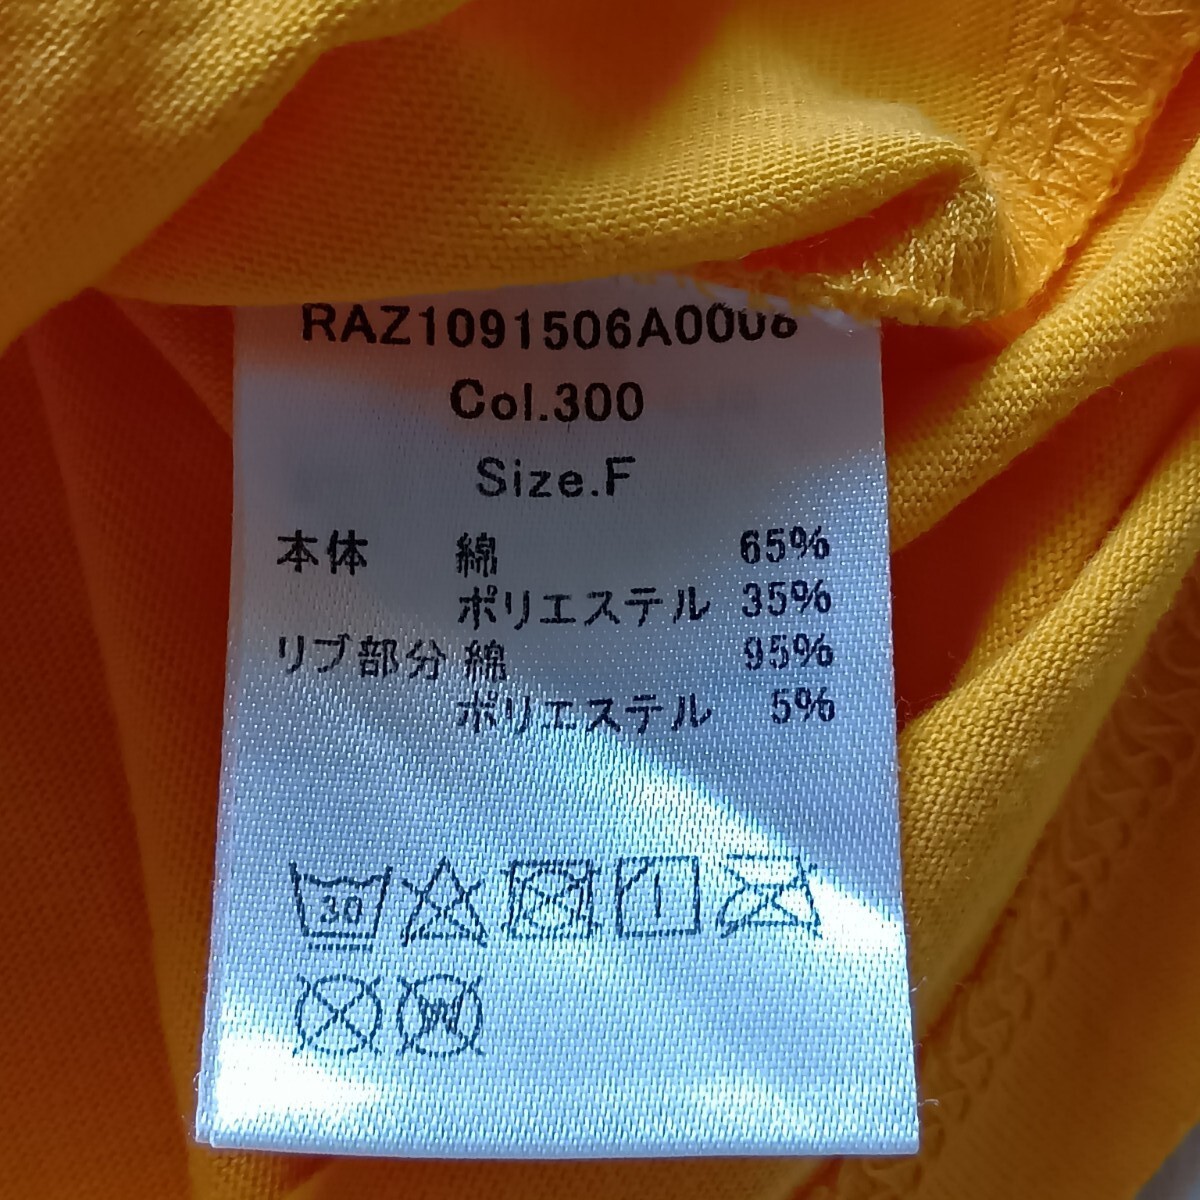 RAZ1091506A0008
Col.300
Size.F
本体 綿 65%
ポリエステル 35%
リブ部分 綿 95%
ポリエステル 5%
30
W